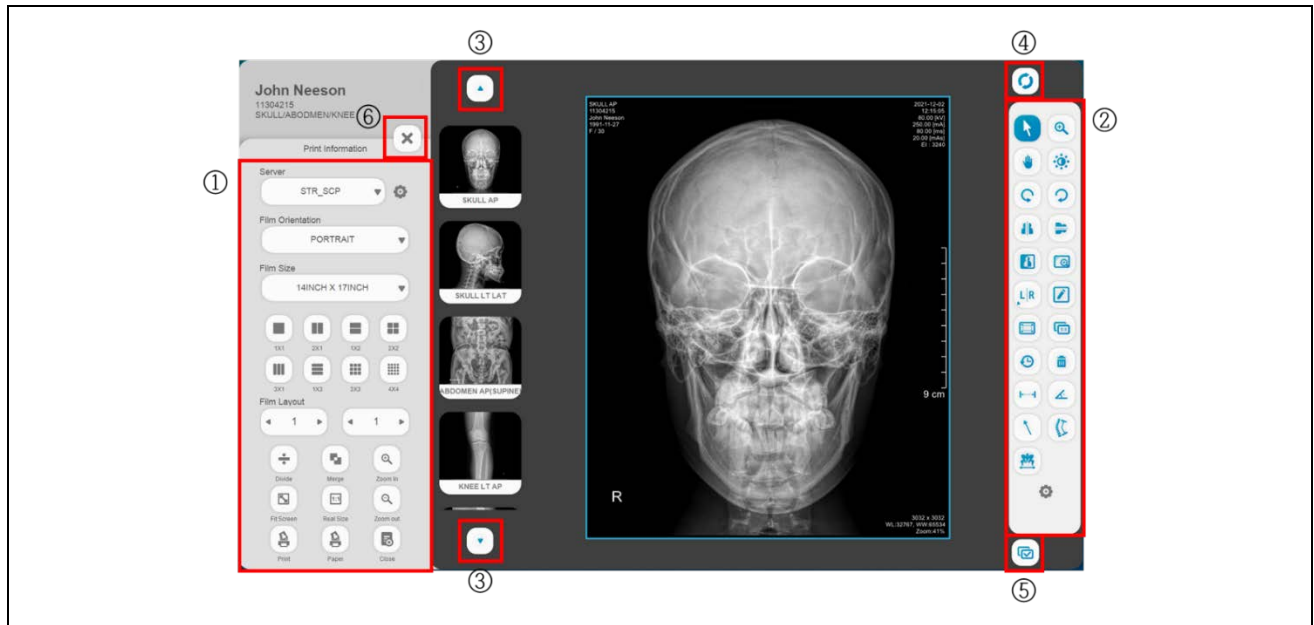 ③
④
John Neeson
11304215
SKULL/ABODMEN/KNEE
⑥
Print Information
①
Server
STR_SCP
Film Orientation
PORTRAIT
Film Size
14INCH X 17INCH
1X1 2X1 1X2 2X2
3X1 1X3 3X3 4X4
Film Layout
1 1
Divide Merge Zoom In
Fit Screen Real Size Zoom out
Print Paper Close
SKULL AP
SKULL LT LAT
ABDOMEN AP(SUPINE)
KNEE LT AP
③
SKULL AP
11304215
John Neeson
1991-11-27
F / 30
2021-12-02
12:15:55
80.00 [kV]
250.00 [mA]
80.00 [ms]
20.00 [mAs]
EI : 3240
9 cm
R
3032 x 3032
WL:32767, WW:65534
Zoom:41%
②
L R
⑤